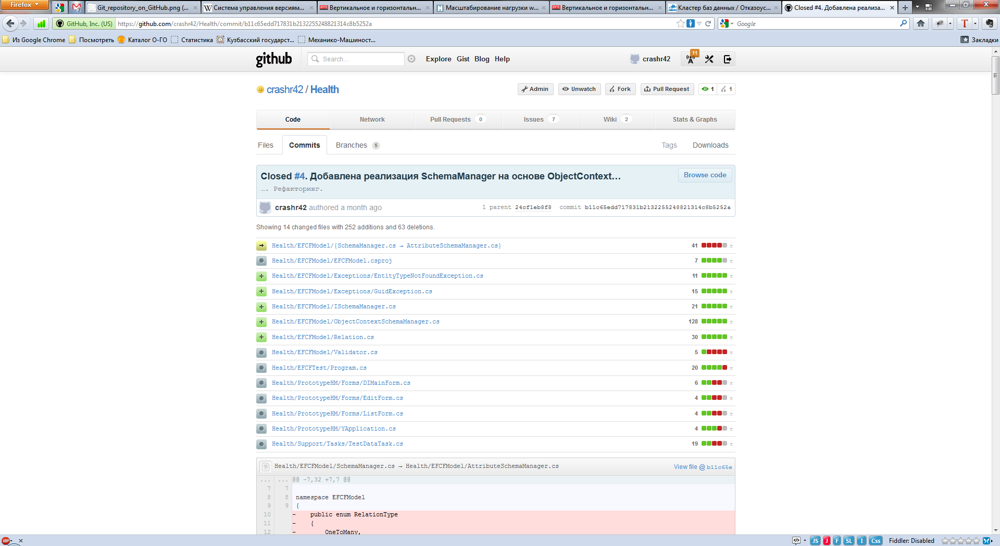 Firefox
3
Git_repository_on_GitHub.png (...
Система управления версиям...
Вертикальное и горизонтальн...
Масштабирование нагрузки w...
Вертикальное и горизонтальн...
Кластер баз данных / Отказоус...
Closed #4. Добавлена реализа...
GitHub, Inc. (US)
https://github.com/crashr42/Health/commit/b11c65edd717831b2132255248821314c8b5252a
Google
Из Google Chrome
Посмотреть
Каталог О-ГО
Статистика
Кузбасский государст...
Механико-Машиност...
Закладки
github
Search...
Explore Gist Blog Help
crashr42
11
crashr42 / Health
Admin
Unwatch
Fork
Pull Request
1
1
Code
Network
Pull Requests 0
Issues 7
Wiki 2
Stats & Graphs
Files
Commits
Branches 5
Tags
Downloads
Closed #4. Добавлена реализация SchemaManager на основе ObjectContext…
Browse code
…. Рефакторинг.
crashr42 authored a month ago
1 parent 24cf1eb8f8 commit b11c65edd717831b2132255248821314c8b5252a
Showing 14 changed files with 252 additions and 63 deletions.
Health/EFCFModel/{SchemaManager.cs → AttributeSchemaManager.cs} 41
Health/EFCFModel/EFCFModel.csproj 7
Health/EFCFModel/Exceptions/EntityTypeNotFoundException.cs 11
Health/EFCFModel/Exceptions/GuidException.cs 15
Health/EFCFModel/ISchemaManager.cs 21
Health/EFCFModel/ObjectContextSchemaManager.cs 128
Health/EFCFModel/Relation.cs 30
Health/EFCFModel/Validator.cs 5
Health/EFCFTest/Program.cs 20
Health/PrototypeHM/Forms/DIMainForm.cs 6
Health/PrototypeHM/Forms/EditForm.cs 4
Health/PrototypeHM/Forms/ListForm.cs 4
Health/PrototypeHM/YApplication.cs 4
Health/Support/Tasks/TestDataTask.cs 19
Health/EFCFModel/SchemaManager.cs → Health/EFCFModel/AttributeSchemaManager.cs
View file @ b11c65e
... ... @@ -7,32 +7,7 @@
7 7
8 8 namespace EFCFModel
9 9 {
10 - public enum RelationType
11 - {
12 - OneToMany,
ABP
JS
J
F
SL
I
Css
Fiddler: Disabled